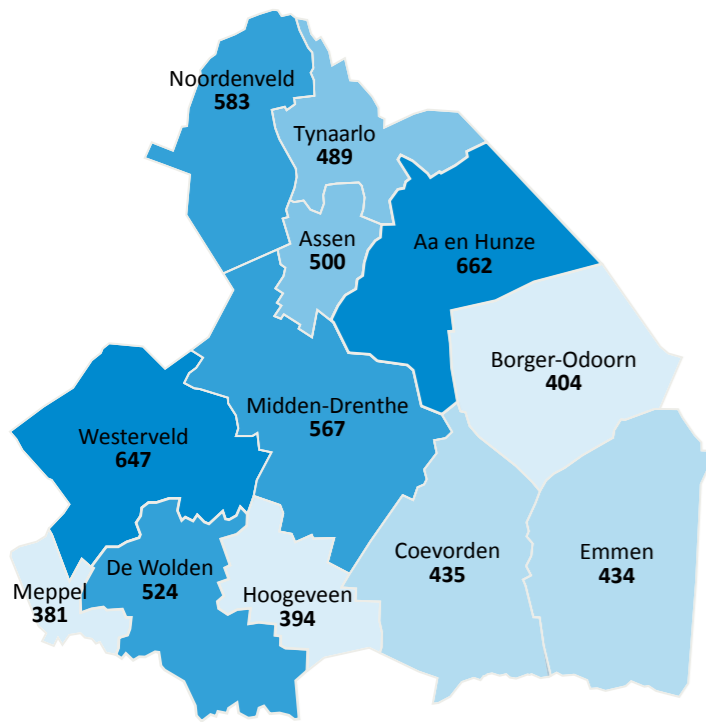 Noordenveld
583
Tynaarlo
489
Assen
500
Aa en Hunze
662
Borger-Odoorn
404
Midden-Drenthe
567
Westerveld
647
Coevorden
435
Emmen
434
De Wolden
524
Hoogeveen
394
Meppel
381